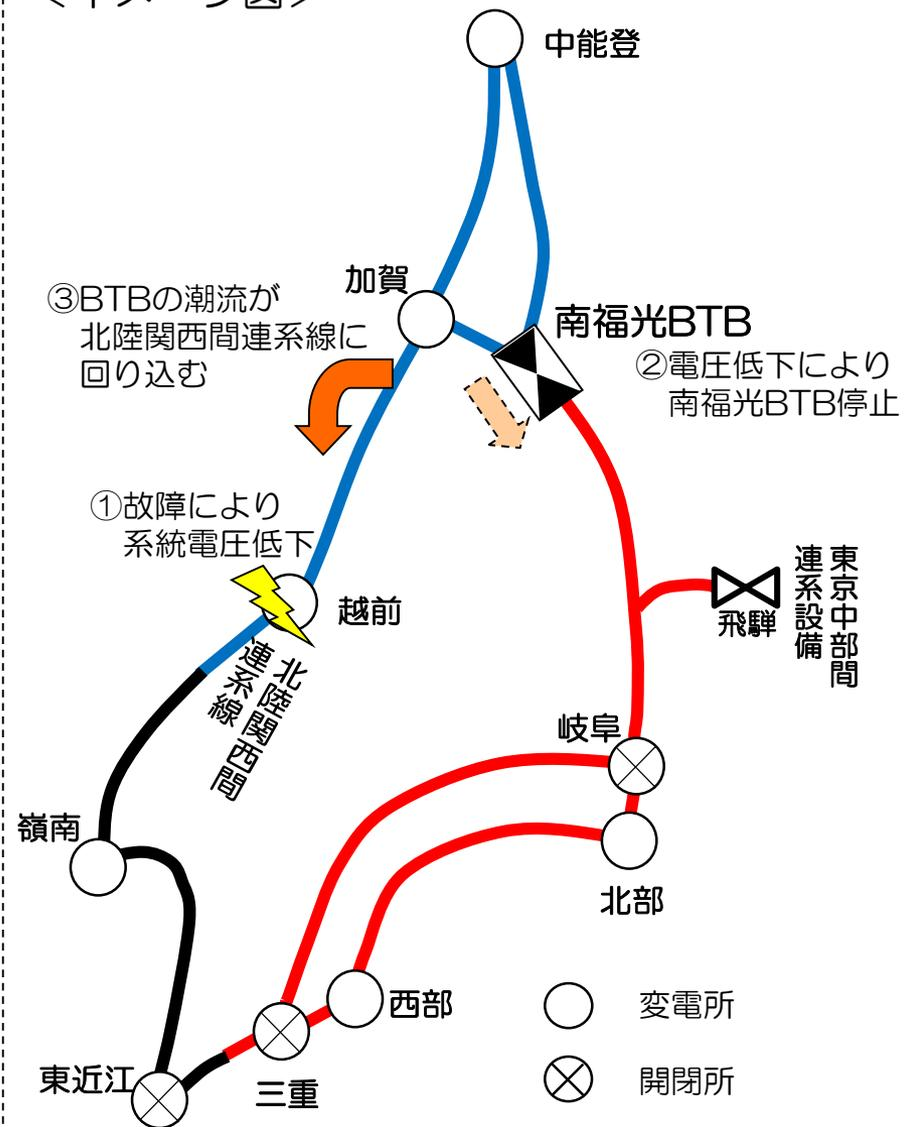 <イメージ図>
中能登
加賀
③BTBの潮流が
北陸関西間連系線に
回り込む
南福光BTB
②電圧低下により
南福光BTB停止
①故障により
系統電圧低下
越前
北陸関西間
連系線
東京中部間
連系設備
飛騨
岐阜
嶺南
北部
西部
変電所
開閉所
東近江
三重